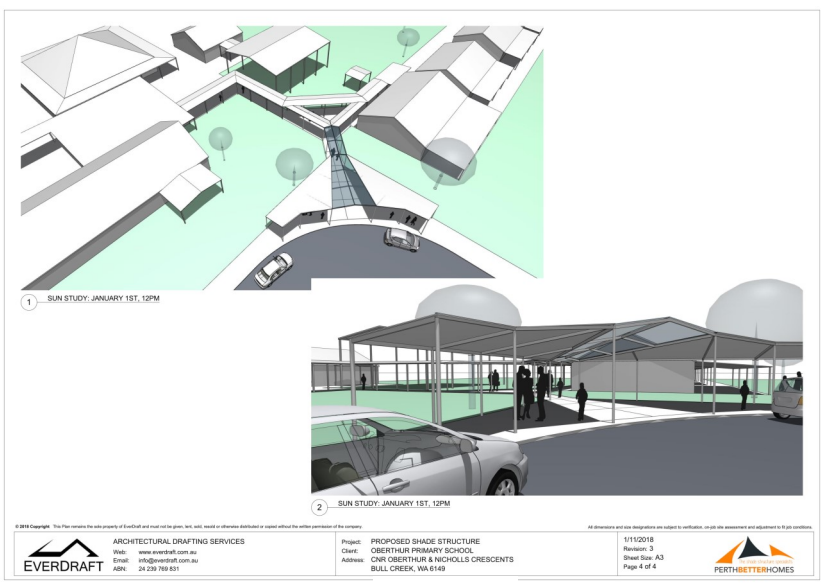 1
SUN STUDY: JANUARY 1ST, 12PM
2
SUN STUDY: JANUARY 1ST, 12PM
© 2018 Copyright This Plan remains the sole property of EverDraft and must not be given, lent, sold, resold or otherwise distributed or copied without the written permission of the company.
All dimensions and size designations are subject to verification, on-job site assessment and adjustment to fit job conditions.
EVERDRAFT
ARCHITECTURAL DRAFTING SERVICES
Web: www.everdraft.com.au
Email: info@everdraft.com.au
ABN: 24 239 769 831
Project: PROPOSED SHADE STRUCTURE
Client: OBERTHUR PRIMARY SCHOOL
Address: CNR OBERTHUR & NICHOLLS CRESCENTS
BULL CREEK, WA 6149
1/11/2018
Revision: 3
Sheet Size: A3
Page 4 of 4
PERTHBETTERHOMES